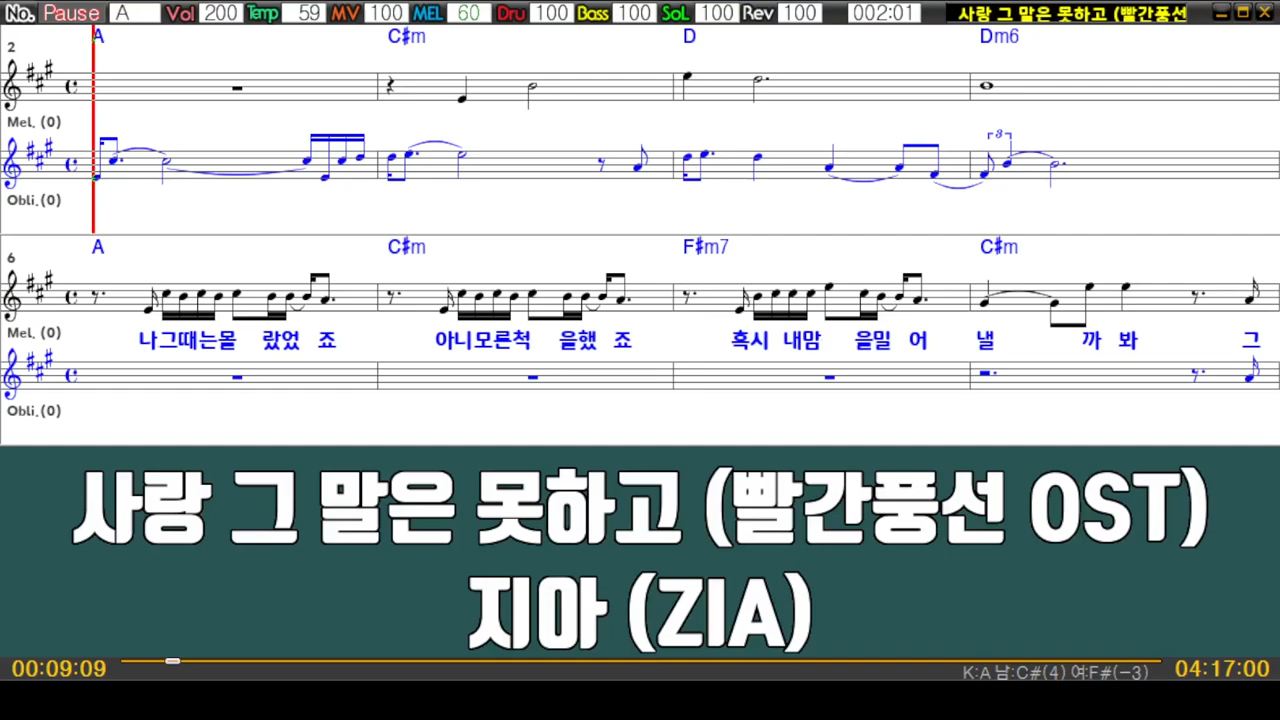 No. Pause A Vol 200 Temp 59 MV 100 MEL 60 Dru 100 Bass 100 SoL 100 Rev 100 002:01 사랑 그 말은 못하고 (빨간풍선
A C#m D Dm6
2
Mel. (0)
3
Obli.(0)
A C#m F#m7 C#m
6
Mel. (0)
나그때는몰 랐었 죠 아니모른척 을했 죠 혹시 내맘 을밀 어 낼 까 봐 그
Obli.(0)
사랑 그 말은 못하고 (빨간풍선 OST)
지아 (ZIA)
00:09:09 K:A 남:C#(4) 여:F#(-3) 04:17:00